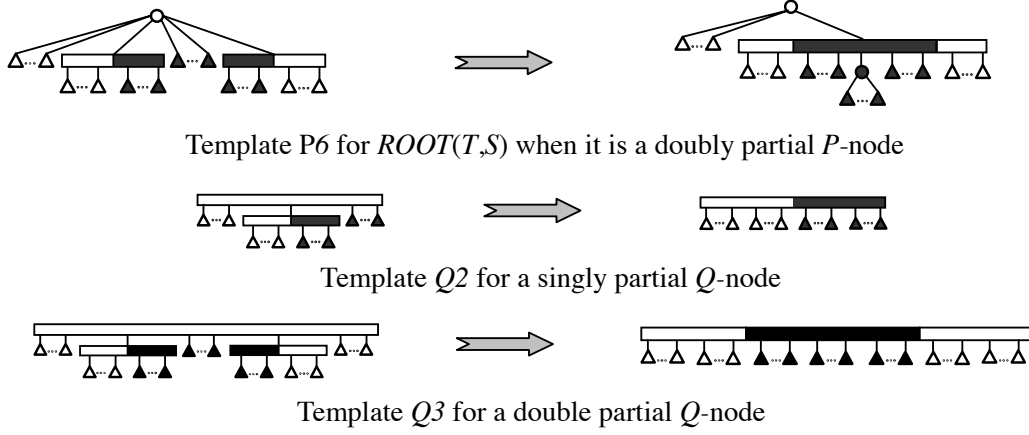 Template P6 for ROOT(T,S) when it is a doubly partial P-node
Template Q2 for a singly partial Q-node
Template Q3 for a double partial Q-node